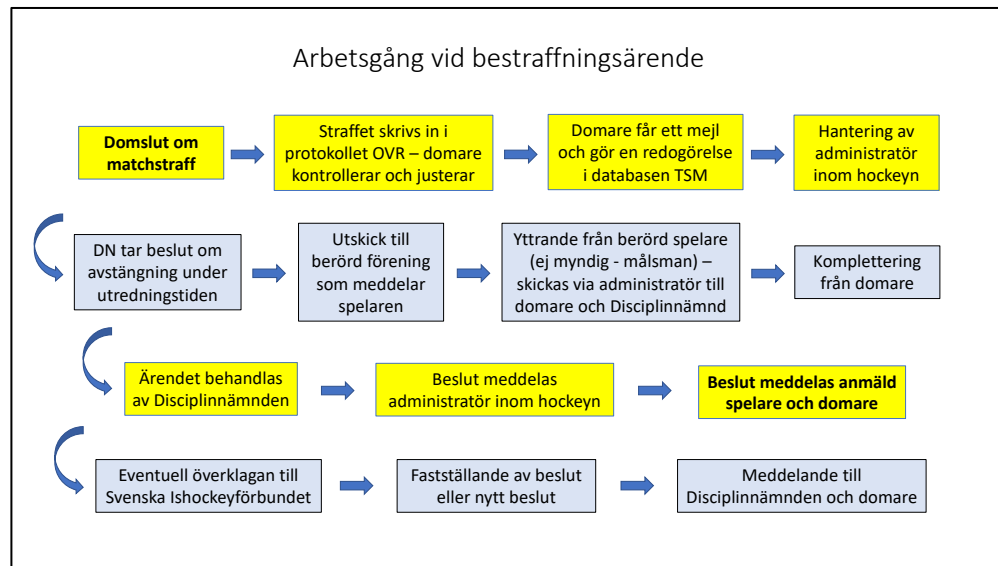 Arbetsgång vid bestraffningsärende
Domslut om
matchstraff
Straffet skrivs in i
protokollet OVR – domare
kontrollerar och justerar
Domare får ett mejl
och gör en redogörelse
i databasen TSM
Hantering av
administratör
inom hockeyn
DN tar beslut om
avstängning under
utredningstiden
Utskick till
berörd förening
som meddelar
spelaren
Yttrande från berörd spelare
(ej myndig - målsman) –
skickas via administratör till
domare och Disciplinnämnd
Komplettering
från domare
Ärendet behandlas
av Disciplinnämnden
Beslut meddelas
administratör inom hockeyn
Beslut meddelas anmäld
spelare och domare
Eventuell överklagan till
Svenska Ishockeyförbundet
Fastställande av beslut
eller nytt beslut
Meddelande till
Disciplinnämnden och domare